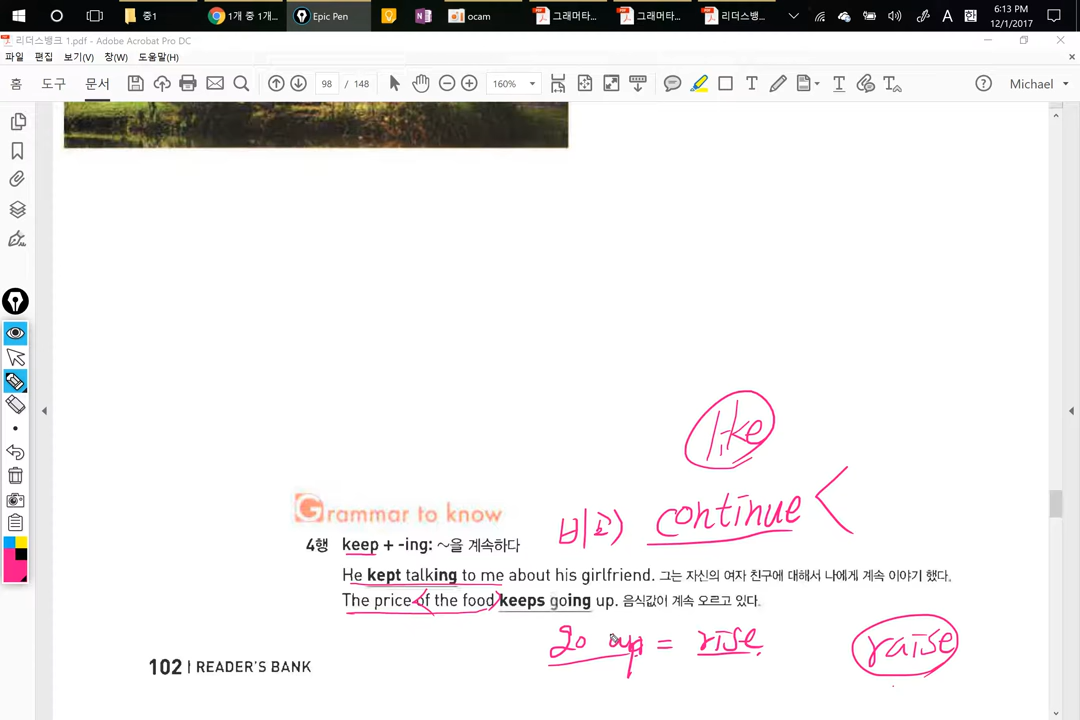 중1
1개 중 1개...
Epic Pen
ocam
그래머타...
그래머타...
리더스뱅...
A
한
6:13 PM
12/1/2017
리더스뱅크 1.pdf - Adobe Acrobat Pro DC
파일 편집 보기(V) 창(W) 도움말(H)
홈 도구 문서
98 / 148
160%
Michael
like
Grammar to know
비교) continue
4행 keep + -ing: ~을 계속하다
He kept talking to me about his girlfriend. 그는 자신의 여자 친구에 대해서 나에게 계속 이야기 했다.
The price of the food keeps going up. 음식값이 계속 오르고 있다.
go up = rise. raise
102 | READER'S BANK